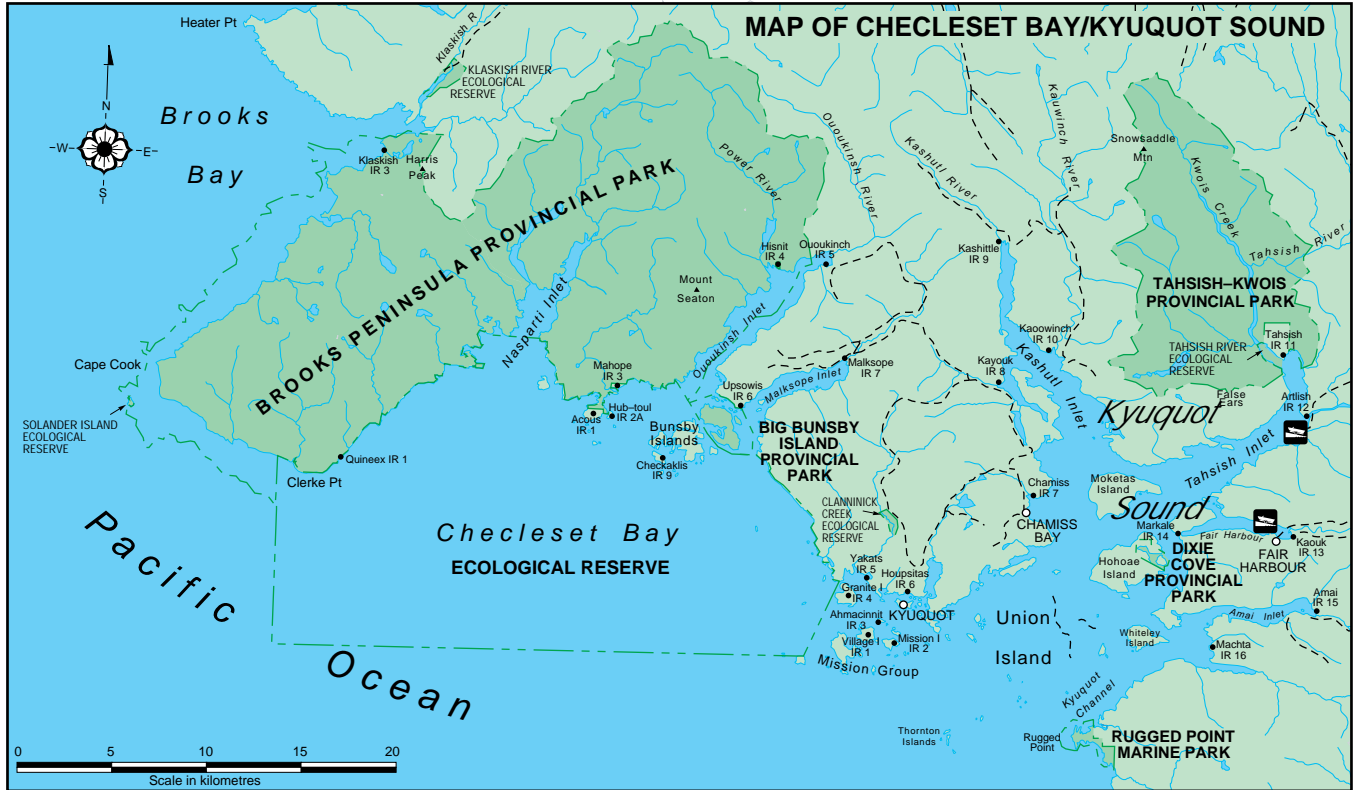 MAP OF CHECLESET BAY/KYUQUOT SOUND
Heater Pt
Klaskish R
KLASKISH RIVER
ECOLOGICAL
RESERVE
N
W
E
S
Brooks
Bay
Klaskish
IR 3
Harris
Peak
BROOKS PENINSULA PROVINCIAL PARK
Power River
Ououkinsh River
Kashutl River
Kauwinch River
Snowsaddle
Mtn
Kwois Creek
Tahsish River
Hisnit
IR 4
Ououkinch
IR 5
Kashittle
IR 9
Mount
Seaton
TAHSISH–KWOIS
PROVINCIAL PARK
Nasparti Inlet
Ououkinsh Inlet
Kaoowinch
IR 10
Tahsish
IR 11
TAHSISH RIVER
ECOLOGICAL
RESERVE
Cape Cook
Mahope
IR 3
Upsowis
IR 6
Malksope Inlet
Malksope
IR 7
Kayouk
IR 8
Kashutl Inlet
False
Ears
Artlish
IR 12
SOLANDER ISLAND
ECOLOGICAL
RESERVE
Acous
IR 1
Hub–toul
IR 2A
Bunsby
Islands
BIG BUNSBY
ISLAND
PROVINCIAL
PARK
Kyuquot
Tahsish Inlet
Quineex IR 1
Clerke Pt
Checkaklis
IR 9
Chamiss
IR 7
Moketas
Island
CLANNINICK
CREEK
ECOLOGICAL
RESERVE
CHAMISS
BAY
Sound
Markale
IR 14
Fair Harbour
Kaouk
IR 13
FAIR
HARBOUR
Pacific
Ocean
Checleset Bay
ECOLOGICAL RESERVE
Hohoae
Island
DIXIE
COVE
PROVINCIAL
PARK
Yakats
IR 5
Houpsitas
IR 6
Granite I
IR 4
KYUQUOT
Amai
IR 15
Amai Inlet
Ahmacinnit
IR 3
Village I
IR 1
Mission I
IR 2
Mission Group
Union
Island
Whiteley
Island
Machta
IR 16
Kyuquot
Channel
Thornton
Islands
Rugged
Point
RUGGED POINT
MARINE PARK
0 5 10 15 20
Scale in kilometres